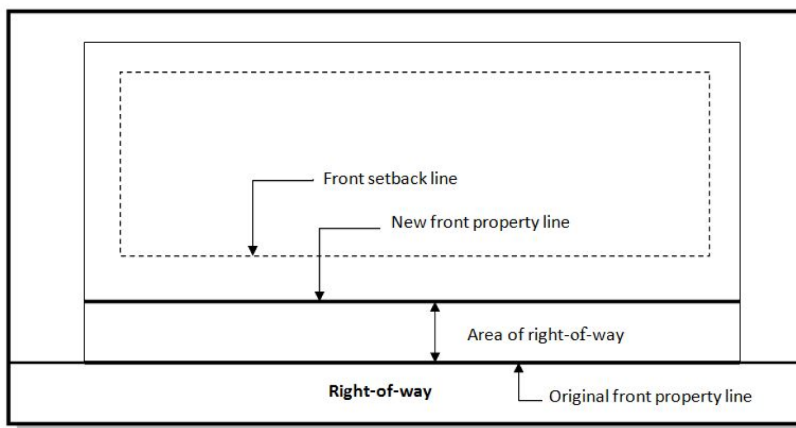 Front setback line
New front property line
Area of right-of-way
Right-of-way
Original front property line